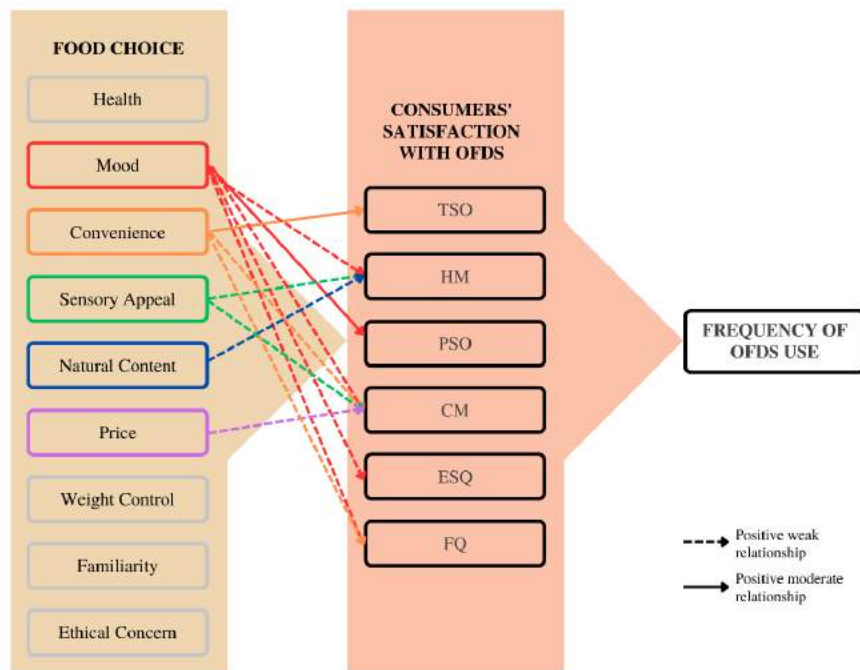 FOOD CHOICE
Health
Mood
Convenience
Sensory Appeal
Natural Content
Price
Weight Control
Familiarity
Ethical Concern
CONSUMERS'
SATISFACTION
WITH OFDS
TSO
HM
PSO
CM
ESQ
FQ
FREQUENCY OF
OFDS USE
Positive weak
relationship
Positive moderate
relationship